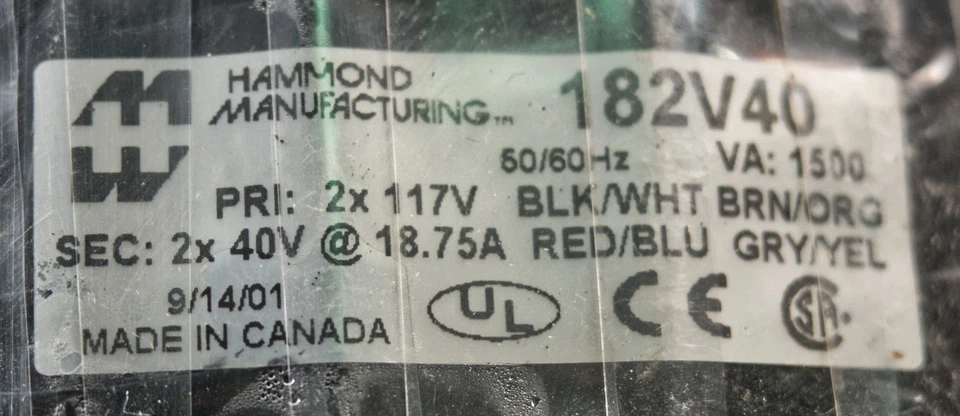 HAMMOND
MANUFACTURING™
182V40
50/60Hz VA: 1500
PRI: 2x 117V BLK/WHT BRN/ORG
SEC: 2x 40V @ 18.75A RED/BLU GRY/YEL
9/14/01
MADE IN CANADA
UL CE SA